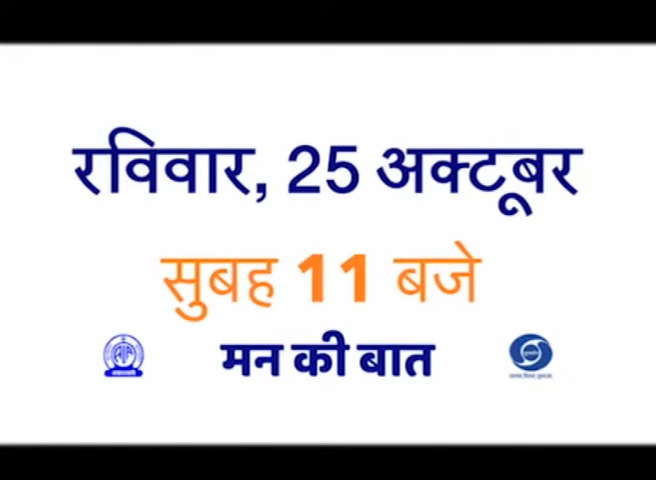 रविवार, 25 अक्टूबर
सुबह 11 बजे
मन की बात